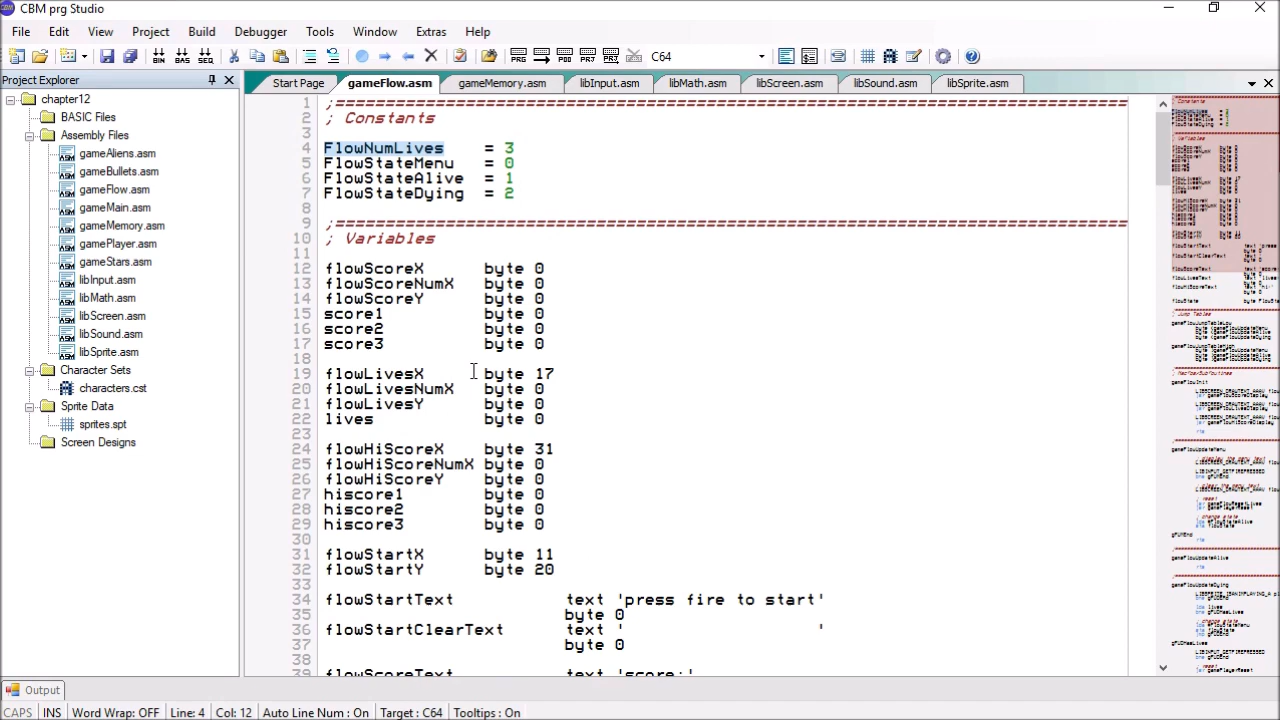 CBM prg Studio
File Edit View Project Build Debugger Tools Window Extras Help
BIN BAS SEQ PRG PRG C64
Project Explorer
Start Page gameFlow.asm gameMemory.asm libInput.asm libMath.asm libScreen.asm libSound.asm libSprite.asm
chapter12
BASIC Files
Assembly Files
gameAliens.asm
gameBullets.asm
gameFlow.asm
gameMain.asm
gameMemory.asm
gamePlayer.asm
gameStars.asm
libInput.asm
libMath.asm
libScreen.asm
libSound.asm
libSprite.asm
Character Sets
characters.cst
Sprite Data
sprites.spt
Screen Designs
1 ;===============================================================================
2 ; Constants
3
4 FlowNumLives = 3
5 FlowStateMenu = 0
6 FlowStateAlive = 1
7 FlowStateDying = 2
8
9 ;===============================================================================
10 ; Variables
11
12 flowScoreX byte 0
13 flowScoreNumX byte 0
14 flowScoreY byte 0
15 score1 byte 0
16 score2 byte 0
17 score3 byte 0
18
19 flowLivesX byte 17
20 flowLivesNumX byte 0
21 flowLivesY byte 0
22 lives byte 0
23
24 flowHiScoreX byte 31
25 flowHiScoreNumX byte 0
26 flowHiScoreY byte 0
27 hiscore1 byte 0
28 hiscore2 byte 0
29 hiscore3 byte 0
30
31 flowStartX byte 11
32 flowStartY byte 20
33
34 flowStartText text 'press fire to start'
35 byte 0
36 flowStartClearText text '                   '
37 byte 0
38
39 flowScoreText text 'score:'
Output
CAPS INS Word Wrap: OFF Line: 4 Col: 12 Auto Line Num : On Target : C64 Tooltips : On